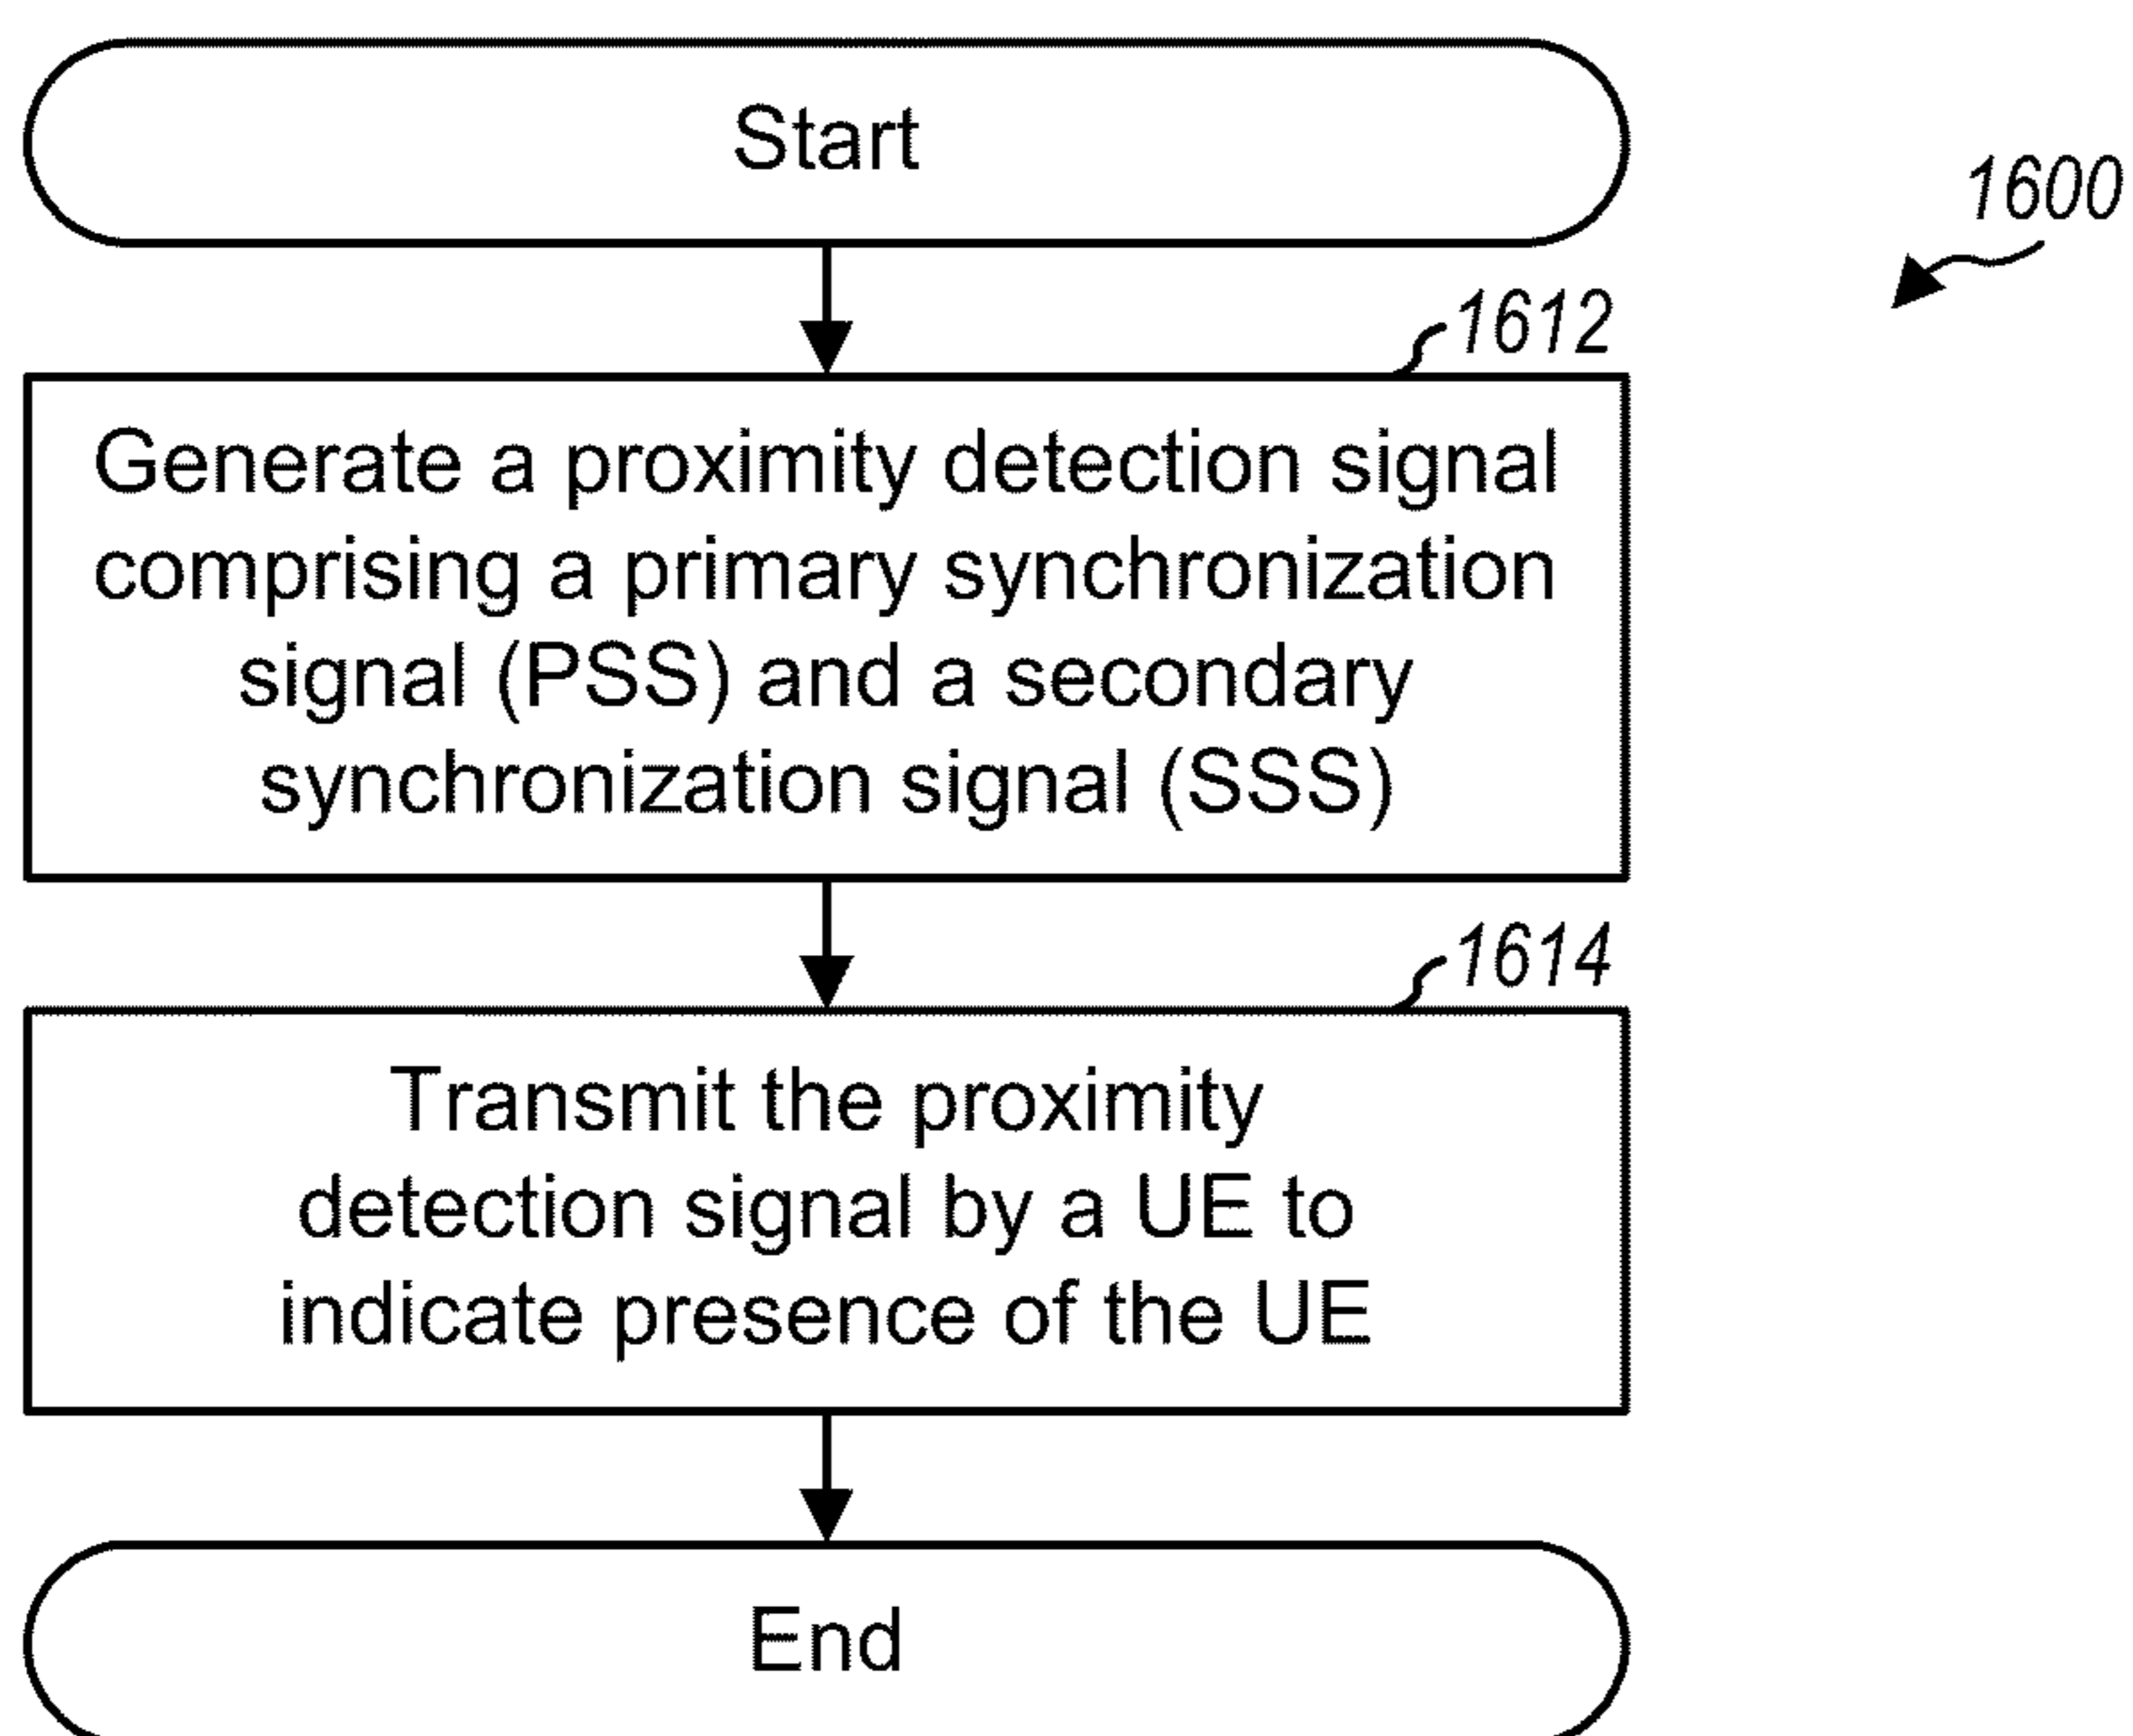 Start
1600
1612
Generate a proximity detection signal
comprising a primary synchronization
signal (PSS) and a secondary
synchronization signal (SSS)
1614
Transmit the proximity
detection signal by a UE to
indicate presence of the UE
End